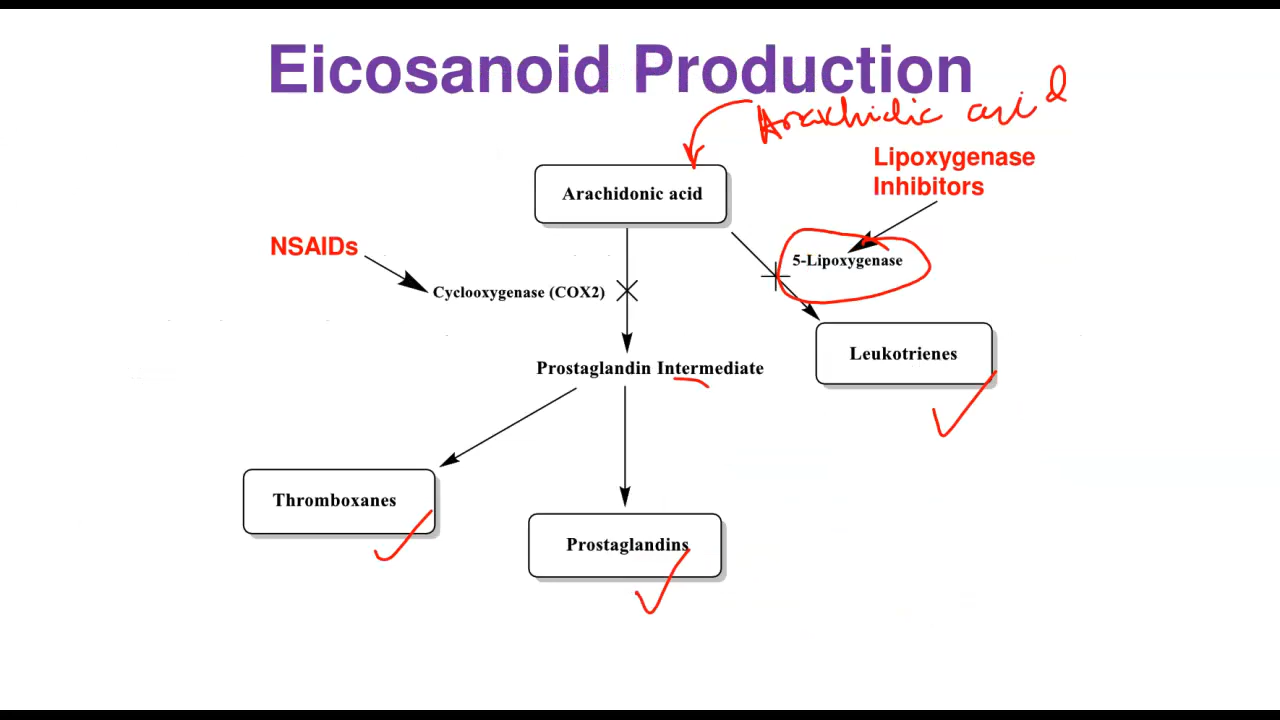 Eicosanoid Production
Arachidic acid
Lipoxygenase
Inhibitors
Arachidonic acid
NSAIDs
5-Lipoxygenase
Cyclooxygenase (COX2)
Leukotrienes
Prostaglandin Intermediate
Thromboxanes
Prostaglandins